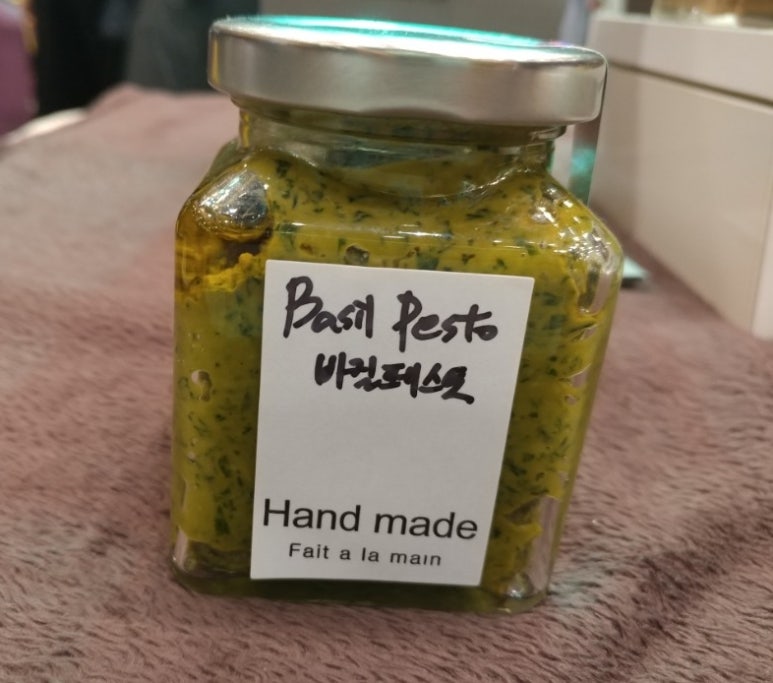 Basil Pesto
바질페스토
Hand made
Fait a la main